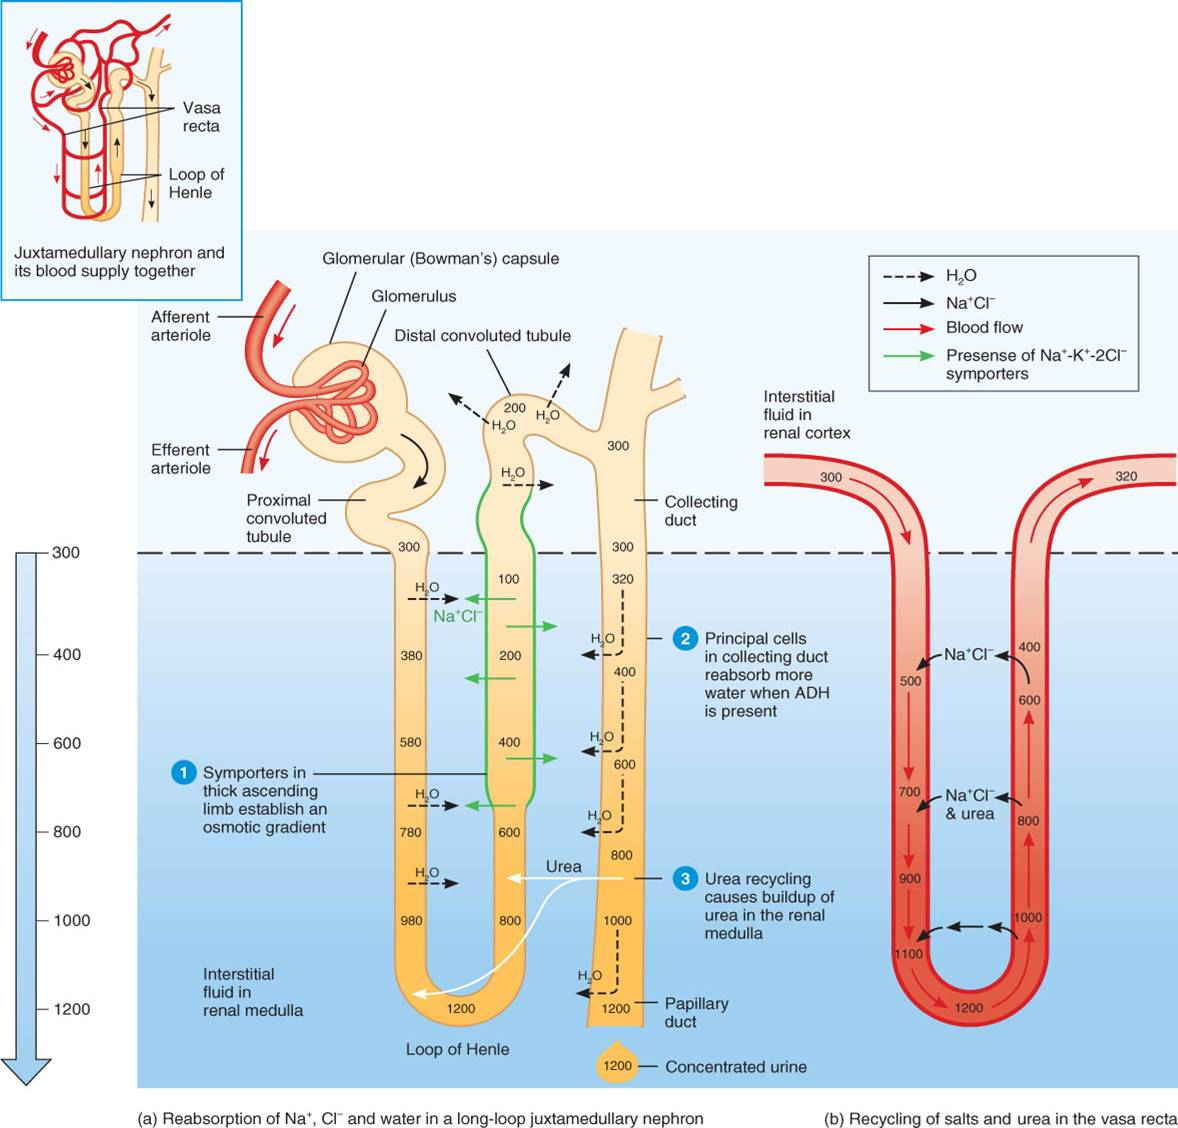 Vasa
recta
Loop of
Henle
Juxtamedullary nephron and
its blood supply together
Glomerular (Bowman's) capsule
Glomerulus
Distal convoluted tubule
Afferent
arteriole
Efferent
arteriole
Proximal
convoluted
tubule
H₂O
Na⁺Cl⁻
Blood flow
Presense of Na⁺-K⁺-2Cl⁻
symporters
Interstitial
fluid in
renal cortex
200
H₂O
H₂O
H₂O
300
Collecting
duct
300
320
300
400
600
800
1000
1200
300
380
580
780
980
1200
H₂O
H₂O
H₂O
Na⁺Cl⁻
100
200
400
600
800
300
320
400
600
800
1000
1200
H₂O
H₂O
H₂O
H₂O
1 Symporters in
thick ascending
limb establish an
osmotic gradient
2 Principal cells
in collecting duct
reabsorb more
water when ADH
is present
Urea
3 Urea recycling
causes buildup of
urea in the renal
medulla
Interstitial
fluid in
renal medulla
Loop of Henle
Papillary
duct
1200
Concentrated urine
500
700
900
1100
1200
400
600
800
1000
Na⁺Cl⁻
Na⁺Cl⁻
& urea
(a) Reabsorption of Na⁺, Cl⁻ and water in a long-loop juxtamedullary nephron
(b) Recycling of salts and urea in the vasa recta